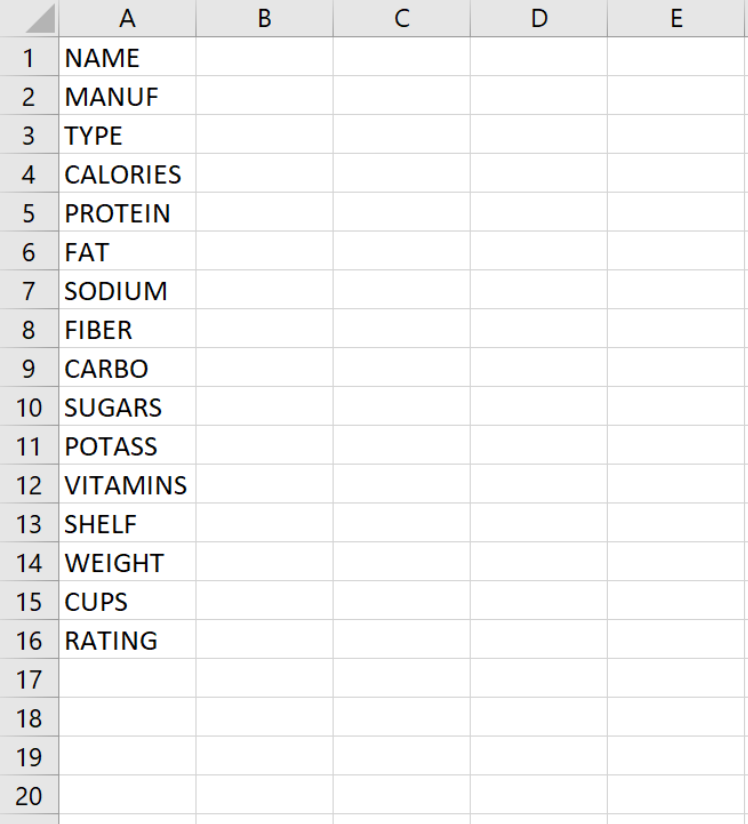 A B C D E
1 NAME
2 MANUF
3 TYPE
4 CALORIES
5 PROTEIN
6 FAT
7 SODIUM
8 FIBER
9 CARBO
10 SUGARS
11 POTASS
12 VITAMINS
13 SHELF
14 WEIGHT
15 CUPS
16 RATING
17
18
19
20